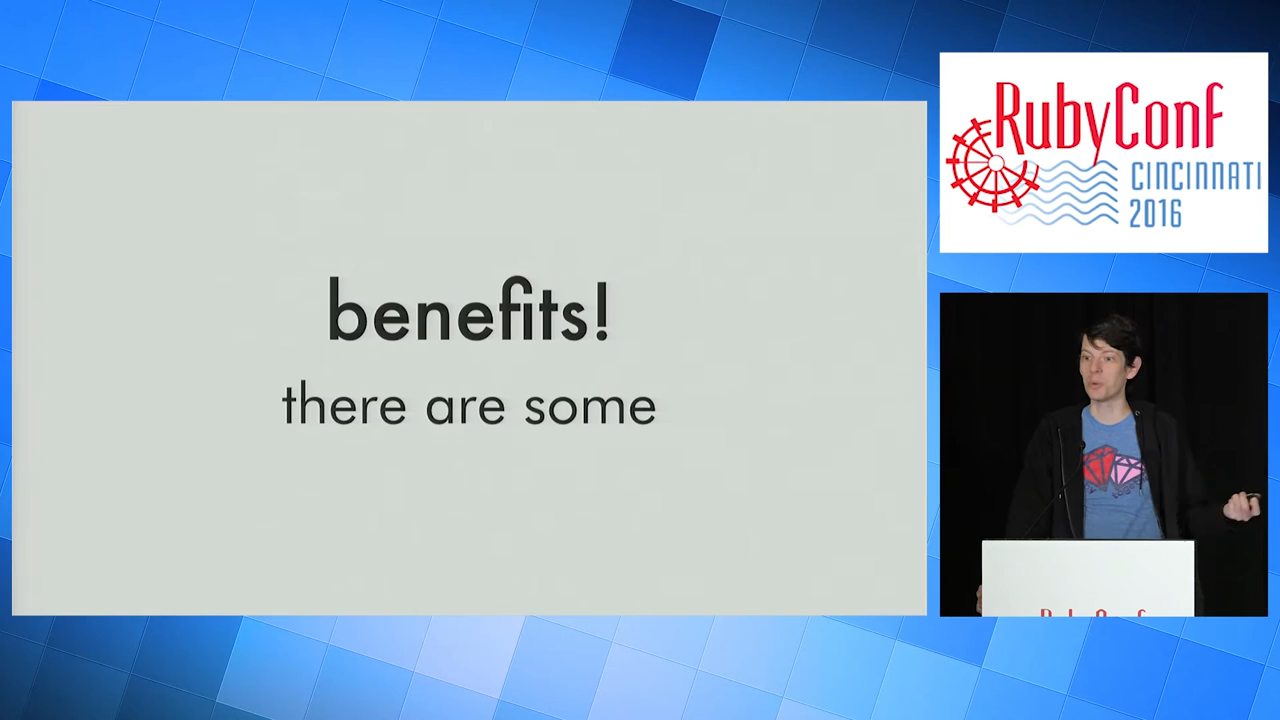 benefits!
there are some
RubyConf
CINCINNATI
2016